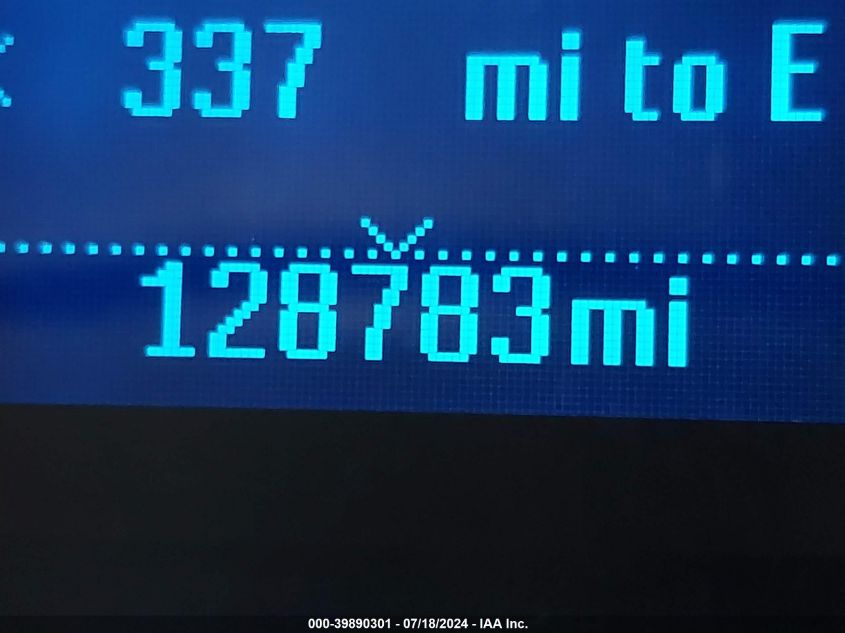 337 mi to E
128783mi
000-39890301 - 07/18/2024 - IAA Inc.